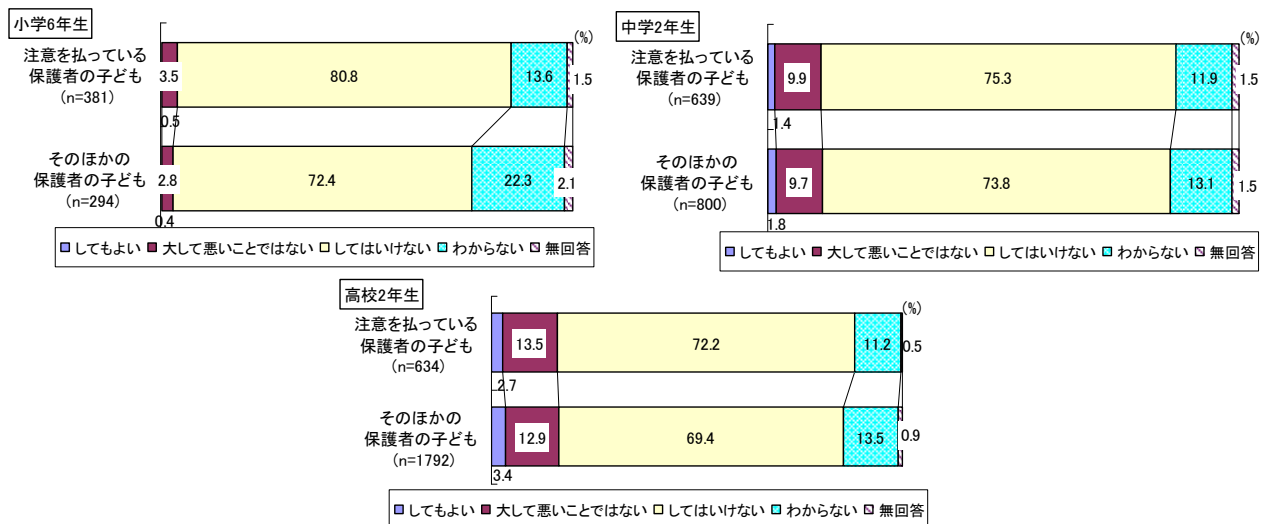 小学6年生
(%)
注意を払っている
保護者の子ども
(n=381)
3.5
80.8
13.6
1.5
0.5
そのほかの
保護者の子ども
(n=294)
2.8
72.4
22.3
2.1
0.4
してもよい 大して悪いことではない してはいけない わからない 無回答
中学2年生
(%)
注意を払っている
保護者の子ども
(n=639)
9.9
75.3
11.9
1.5
1.4
そのほかの
保護者の子ども
(n=800)
9.7
73.8
13.1
1.5
1.8
してもよい 大して悪いことではない してはいけない わからない 無回答
高校2年生
(%)
注意を払っている
保護者の子ども
(n=634)
13.5
72.2
11.2
0.5
2.7
そのほかの
保護者の子ども
(n=1792)
12.9
69.4
13.5
0.9
3.4
してもよい 大して悪いことではない してはいけない わからない 無回答